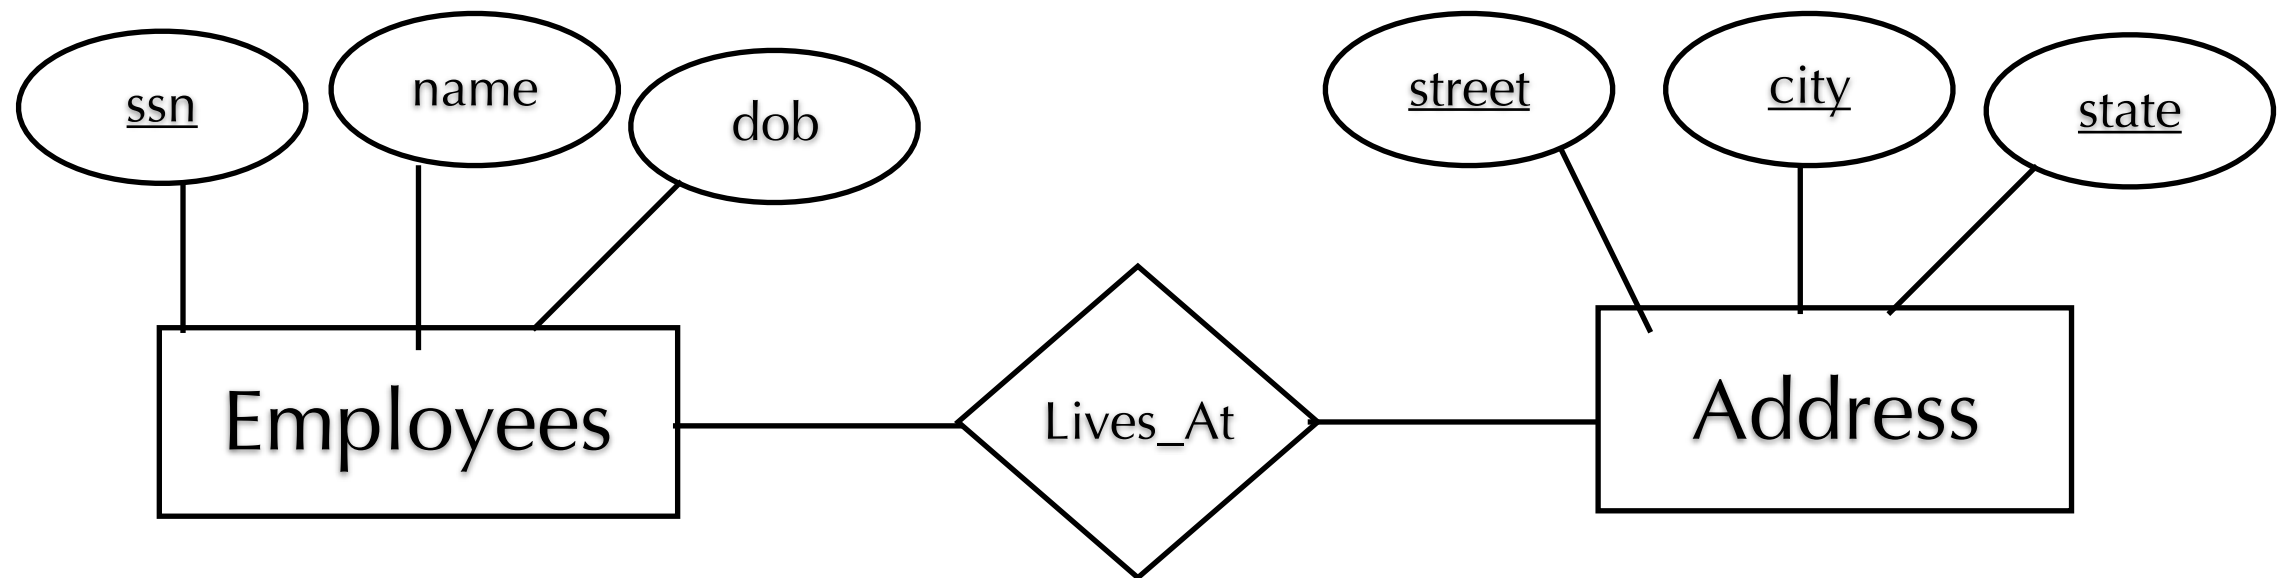 ssn
name
dob
street
city
state
Employees
Lives_At
Address